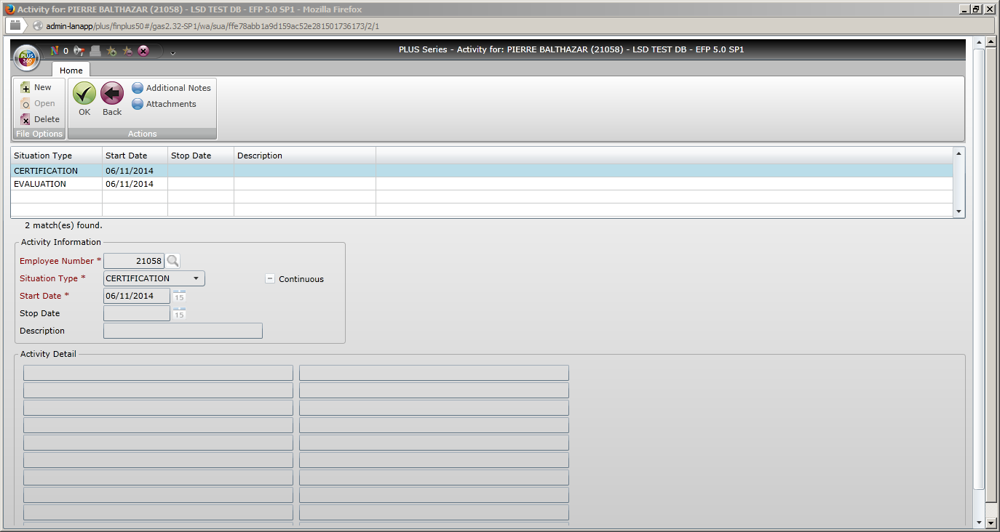 Activity for: PIERRE BALTHAZAR (21058) - LSD TEST DB - EFP 5.0 SP1 - Mozilla Firefox
admin-lanapp/plus/finplus50#/gas2.32-SP1/wa/sua/ffe78abb1a9d159ac52e281501736173/2/1
PLUS 360 N 0 PLUS Series - Activity for: PIERRE BALTHAZAR (21058) - LSD TEST DB - EFP 5.0 SP1
Home
New
Open
Delete
File Options
OK
Back
Additional Notes
Attachments
Actions
Situation Type Start Date Stop Date Description
CERTIFICATION 06/11/2014
EVALUATION 06/11/2014
2 match(es) found.
Activity Information
Employee Number * 21058
Situation Type * CERTIFICATION Continuous
Start Date * 06/11/2014 15
Stop Date 15
Description
Activity Detail